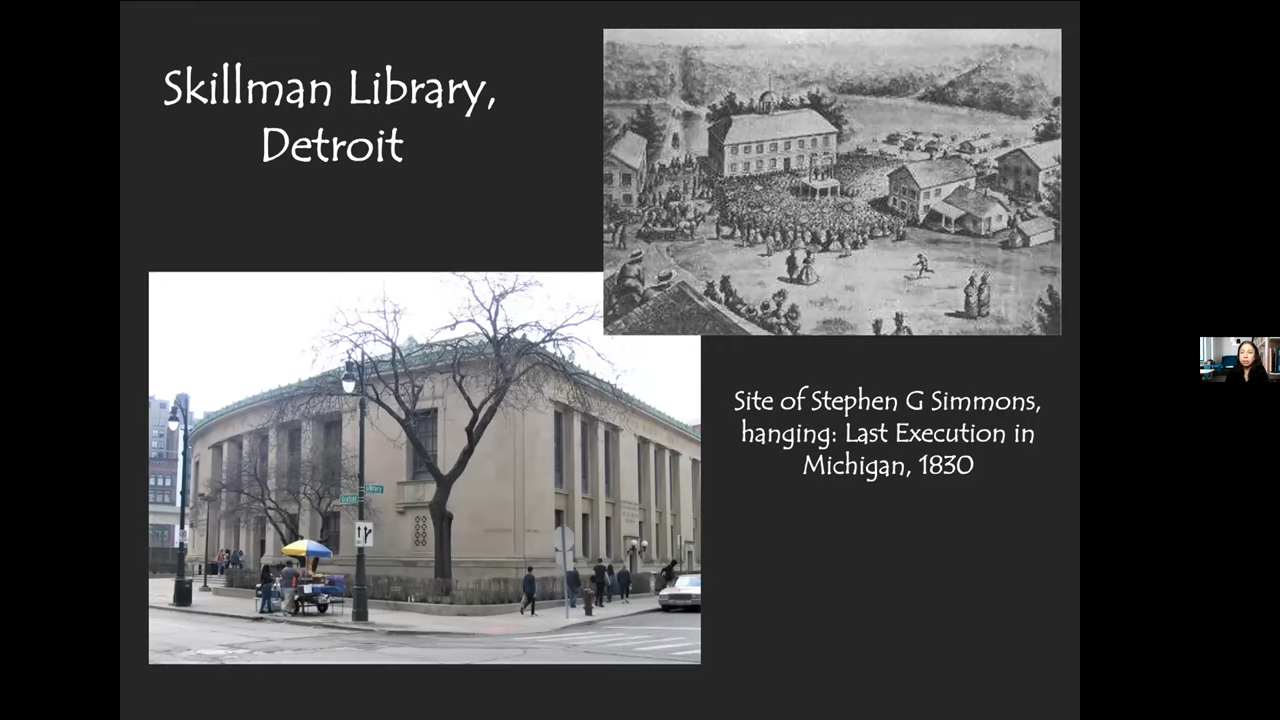 Skillman Library,
Detroit
Site of Stephen G Simmons,
hanging: Last Execution in
Michigan, 1830